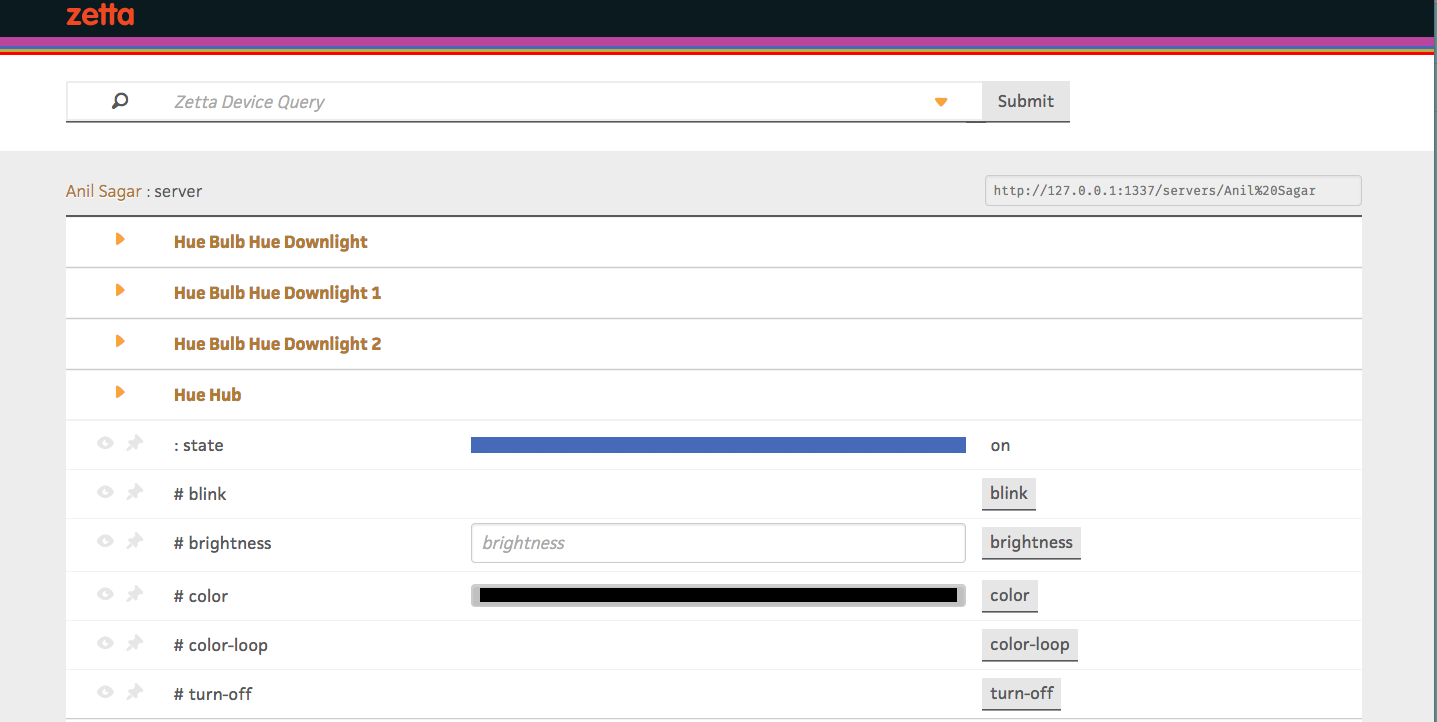 zetta
Zetta Device Query
Submit
Anil Sagar : server
http://127.0.0.1:1337/servers/Anil%20Sagar
Hue Bulb Hue Downlight
Hue Bulb Hue Downlight 1
Hue Bulb Hue Downlight 2
Hue Hub
: state on
# blink blink
# brightness brightness brightness
# color color
# color-loop color-loop
# turn-off turn-off